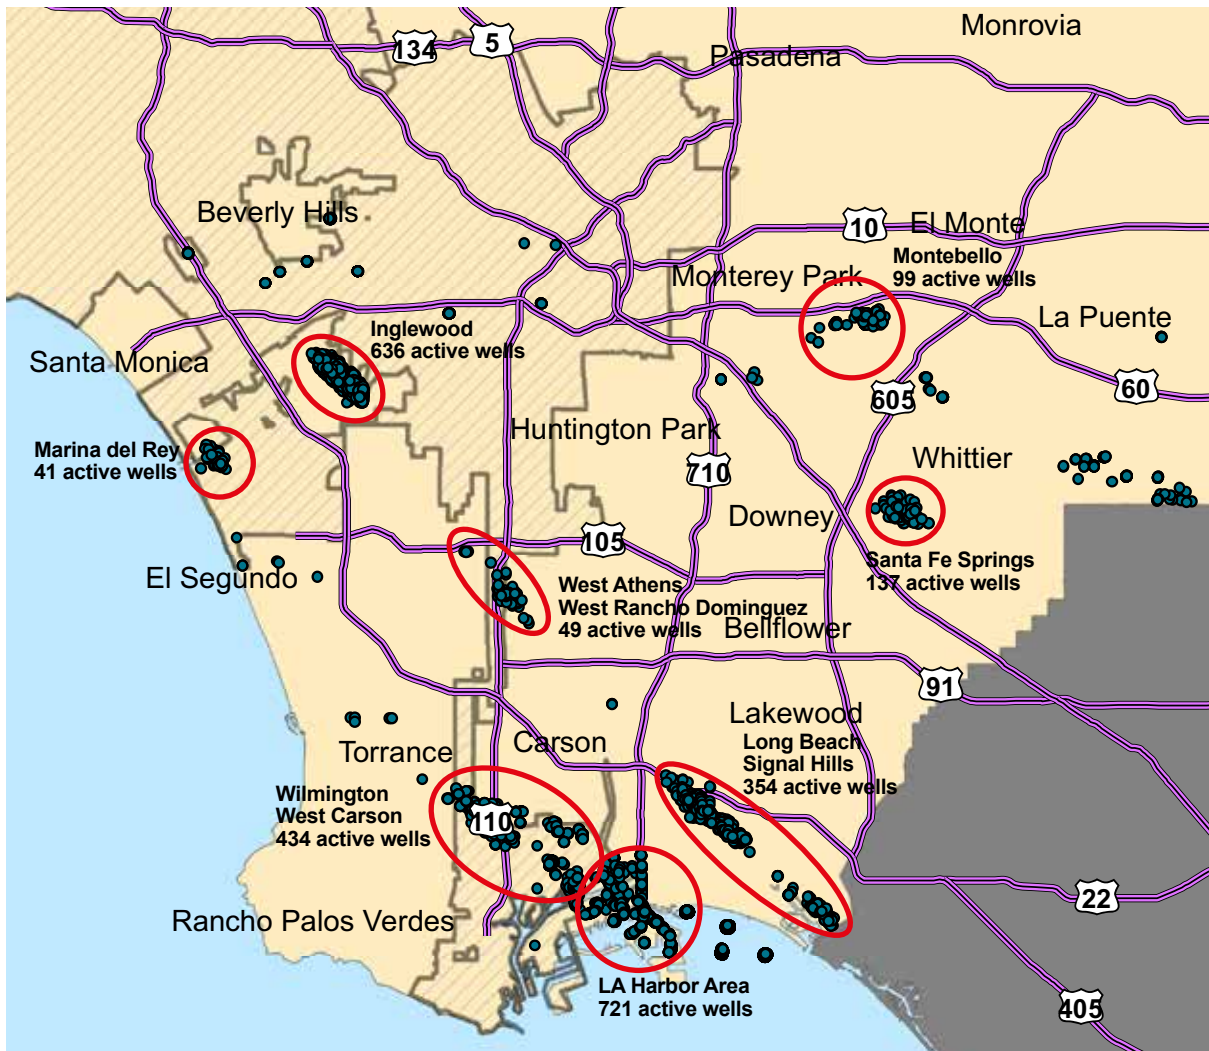 Monrovia
134
5
Pasadena
Beverly Hills
10
El Monte
Montebello
99 active wells
Monterey Park
La Puente
Inglewood
636 active wells
Santa Monica
60
605
Huntington Park
Marina del Rey
41 active wells
Whittier
710
Downey
105
El Segundo
Santa Fe Springs
137 active wells
West Athens
West Rancho Dominguez
49 active wells
Bellflower
91
Lakewood
Long Beach
Signal Hills
354 active wells
Carson
Torrance
Wilmington
West Carson
434 active wells
110
22
Rancho Palos Verdes
LA Harbor Area
721 active wells
405